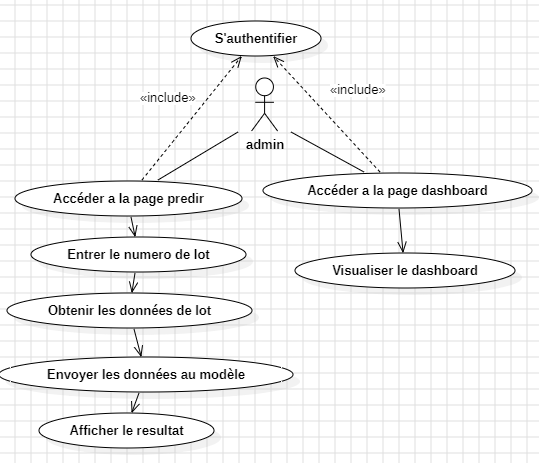 S'authentifier
«include»
«include»
admin
Accéder a la page predir
Accéder a la page dashboard
Entrer le numero de lot
Visualiser le dashboard
Obtenir les données de lot
Envoyer les données au modèle
Afficher le resultat